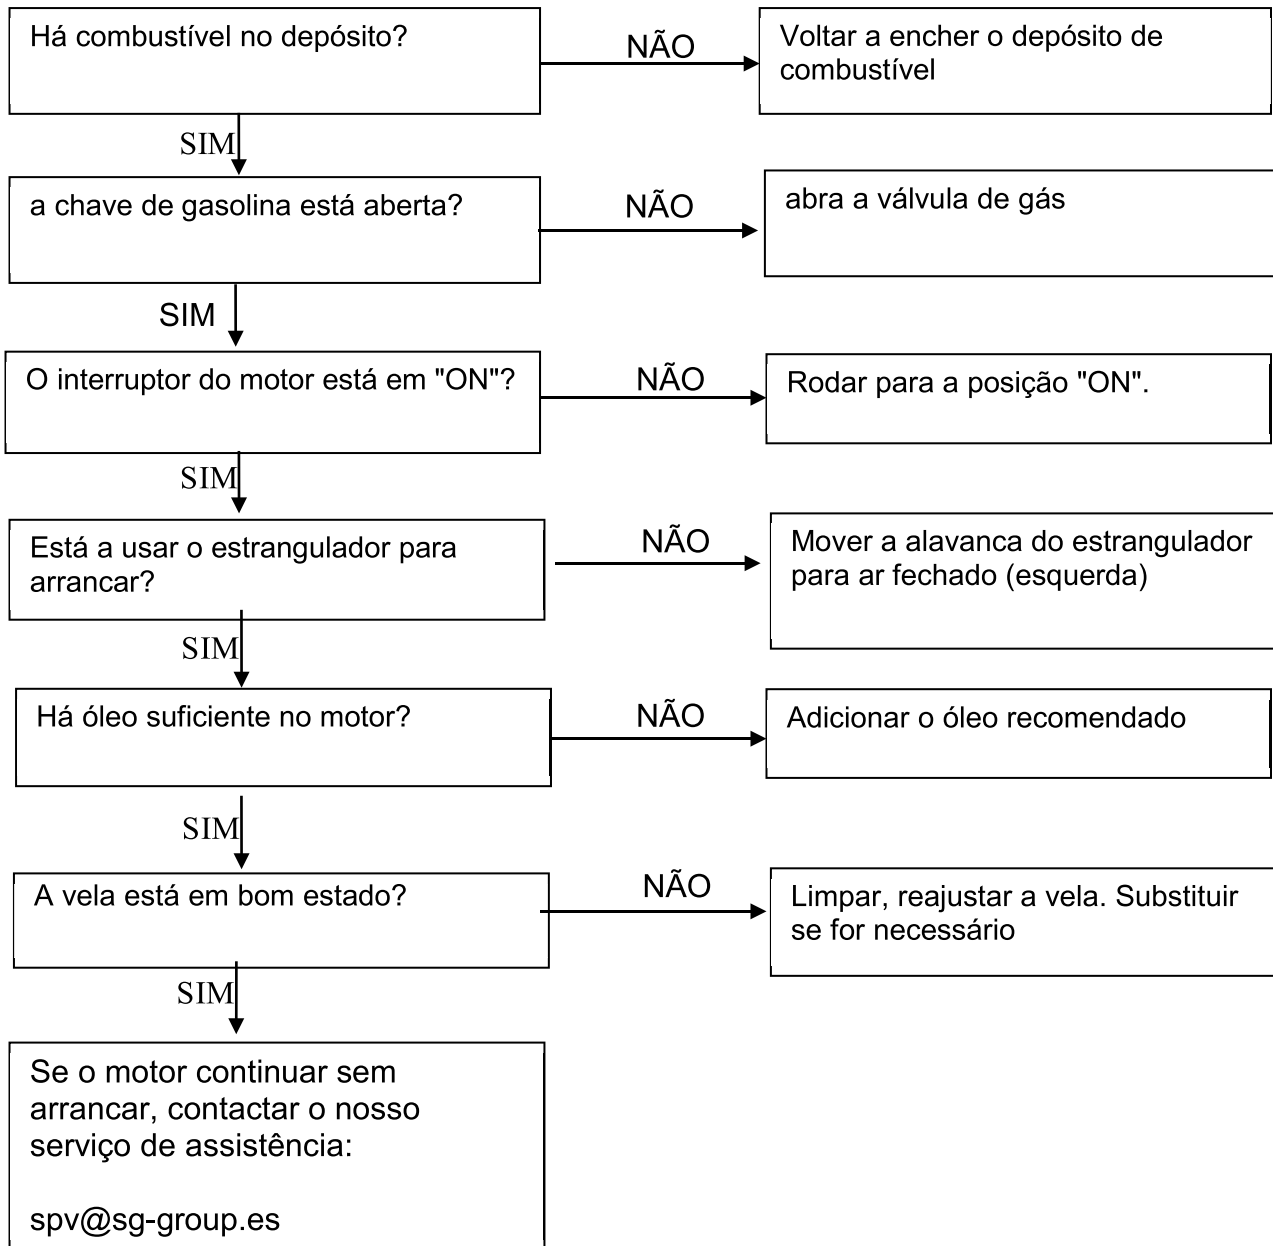 Há combustível no depósito?
NÃO
Voltar a encher o depósito de
combustível
SIM
a chave de gasolina está aberta?
NÃO
abra a válvula de gás
SIM
O interruptor do motor está em "ON"?
NÃO
Rodar para a posição "ON".
SIM
Está a usar o estrangulador para
arrancar?
NÃO
Mover a alavanca do estrangulador
para ar fechado (esquerda)
SIM
Há óleo suficiente no motor?
NÃO
Adicionar o óleo recomendado
SIM
A vela está em bom estado?
NÃO
Limpar, reajustar a vela. Substituir
se for necessário
SIM
Se o motor continuar sem
arrancar, contactar o nosso
serviço de assistência:
spv@sg-group.es